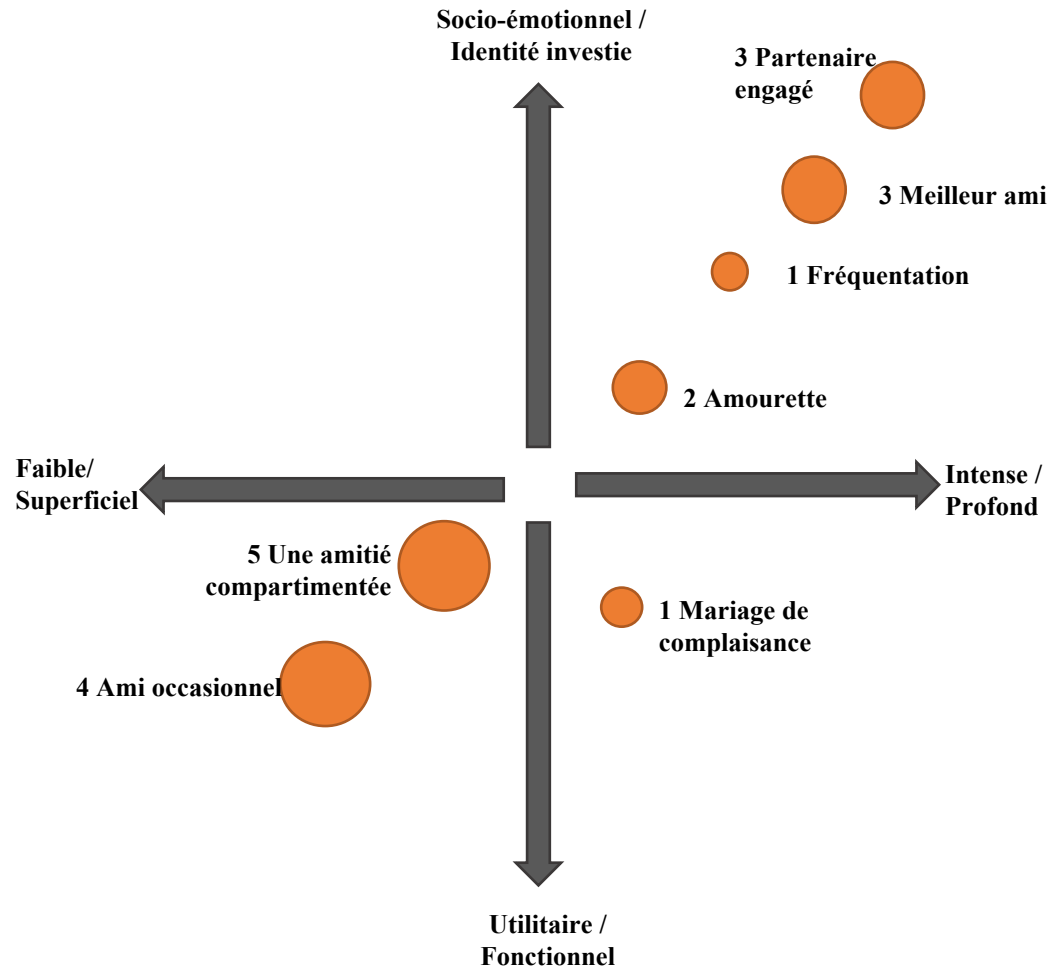 Socio-émotionnel /
Identité investie
3 Partenaire
engagé
3 Meilleur ami
1 Fréquentation
2 Amourette
Faible/
Superficiel
Intense /
Profond
5 Une amitié
compartimentée
1 Mariage de
complaisance
4 Ami occasionnel
Utilitaire /
Fonctionnel